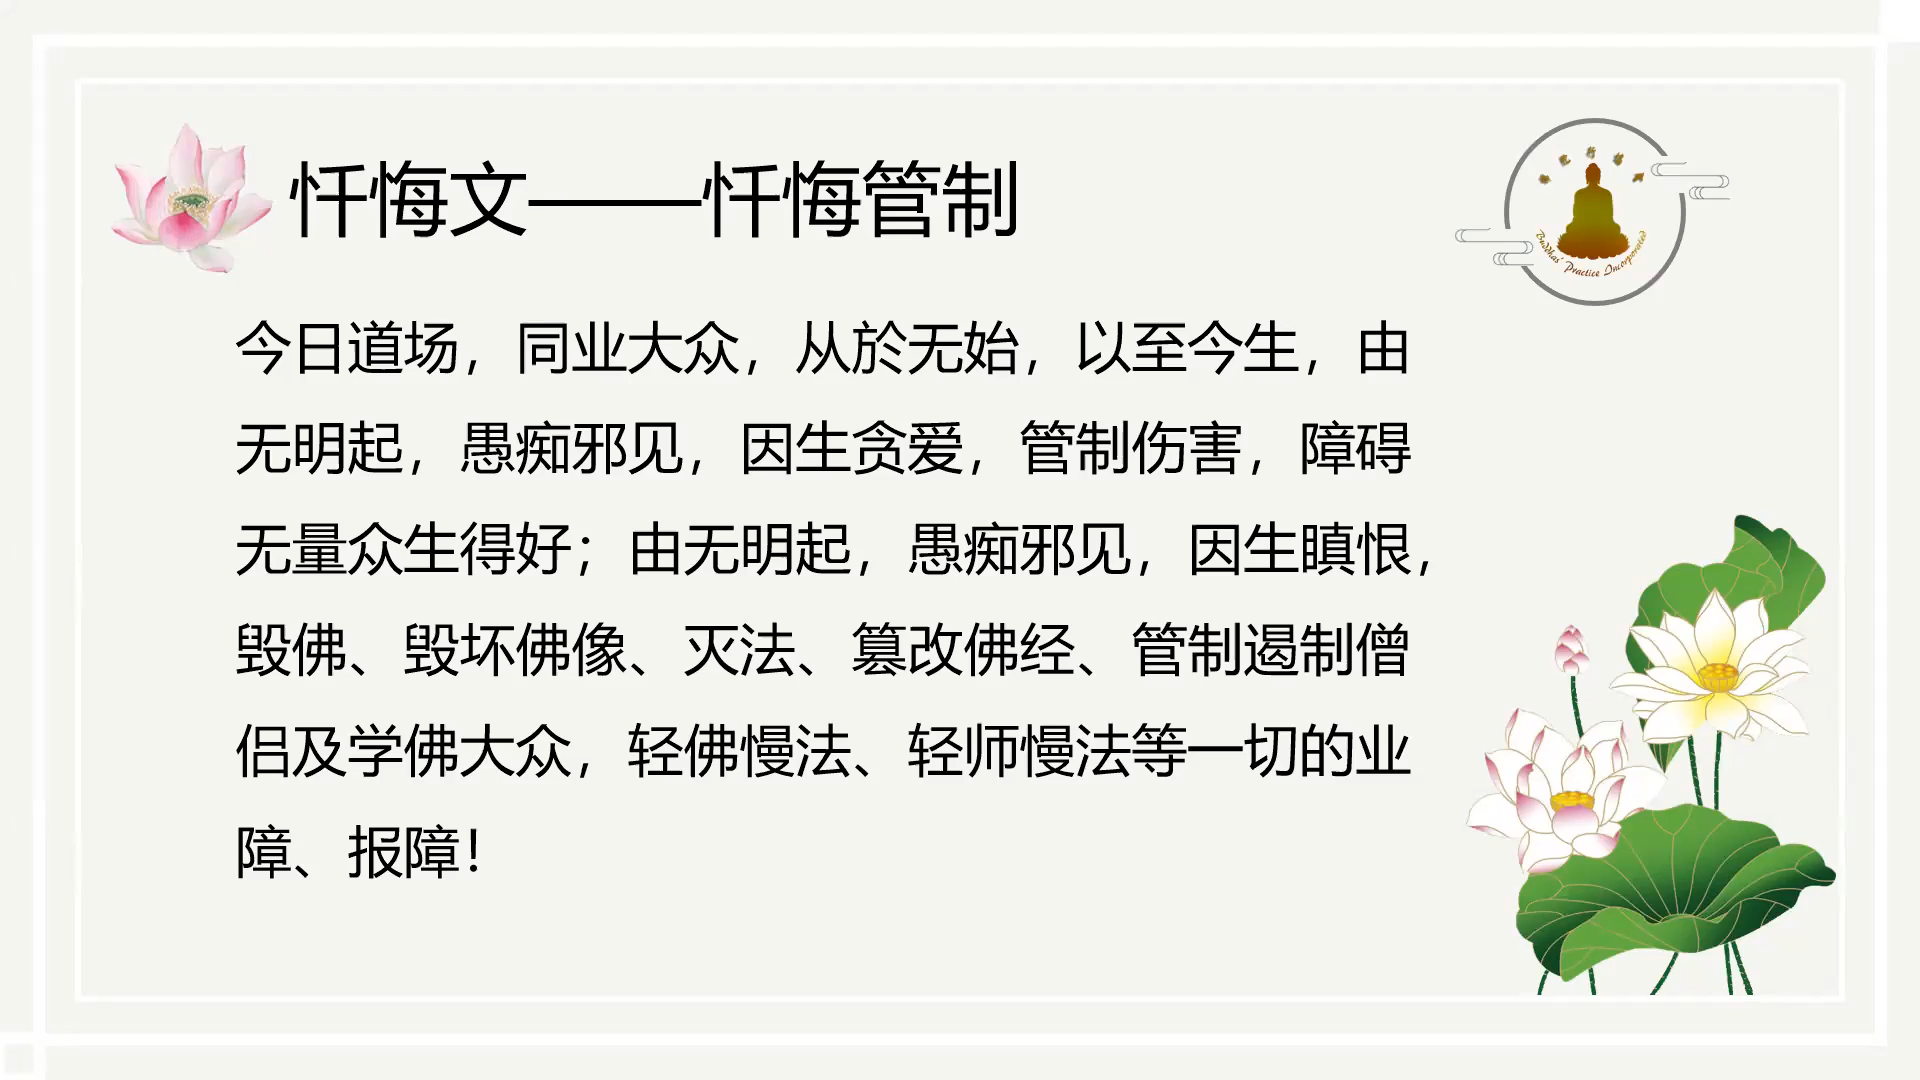 忏悔文——忏悔管制
今日道场，同业大众，从於无始，以至今生，由
无明起，愚痴邪见，因生贪爱，管制伤害，障碍
无量众生得好；由无明起，愚痴邪见，因生瞋恨，
毁佛、毁坏佛像、灭法、篡改佛经、管制遏制僧
侣及学佛大众，轻佛慢法、轻师慢法等一切的业
障、报障！
Buddhas' Practice Incorporated